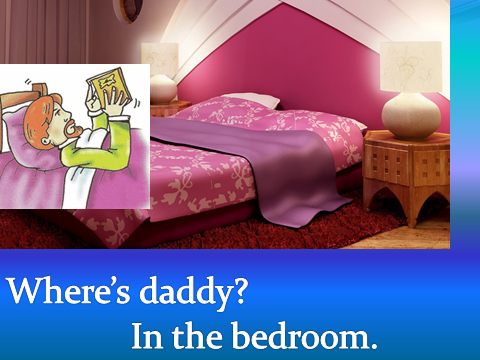 Where’s daddy?
In the bedroom.